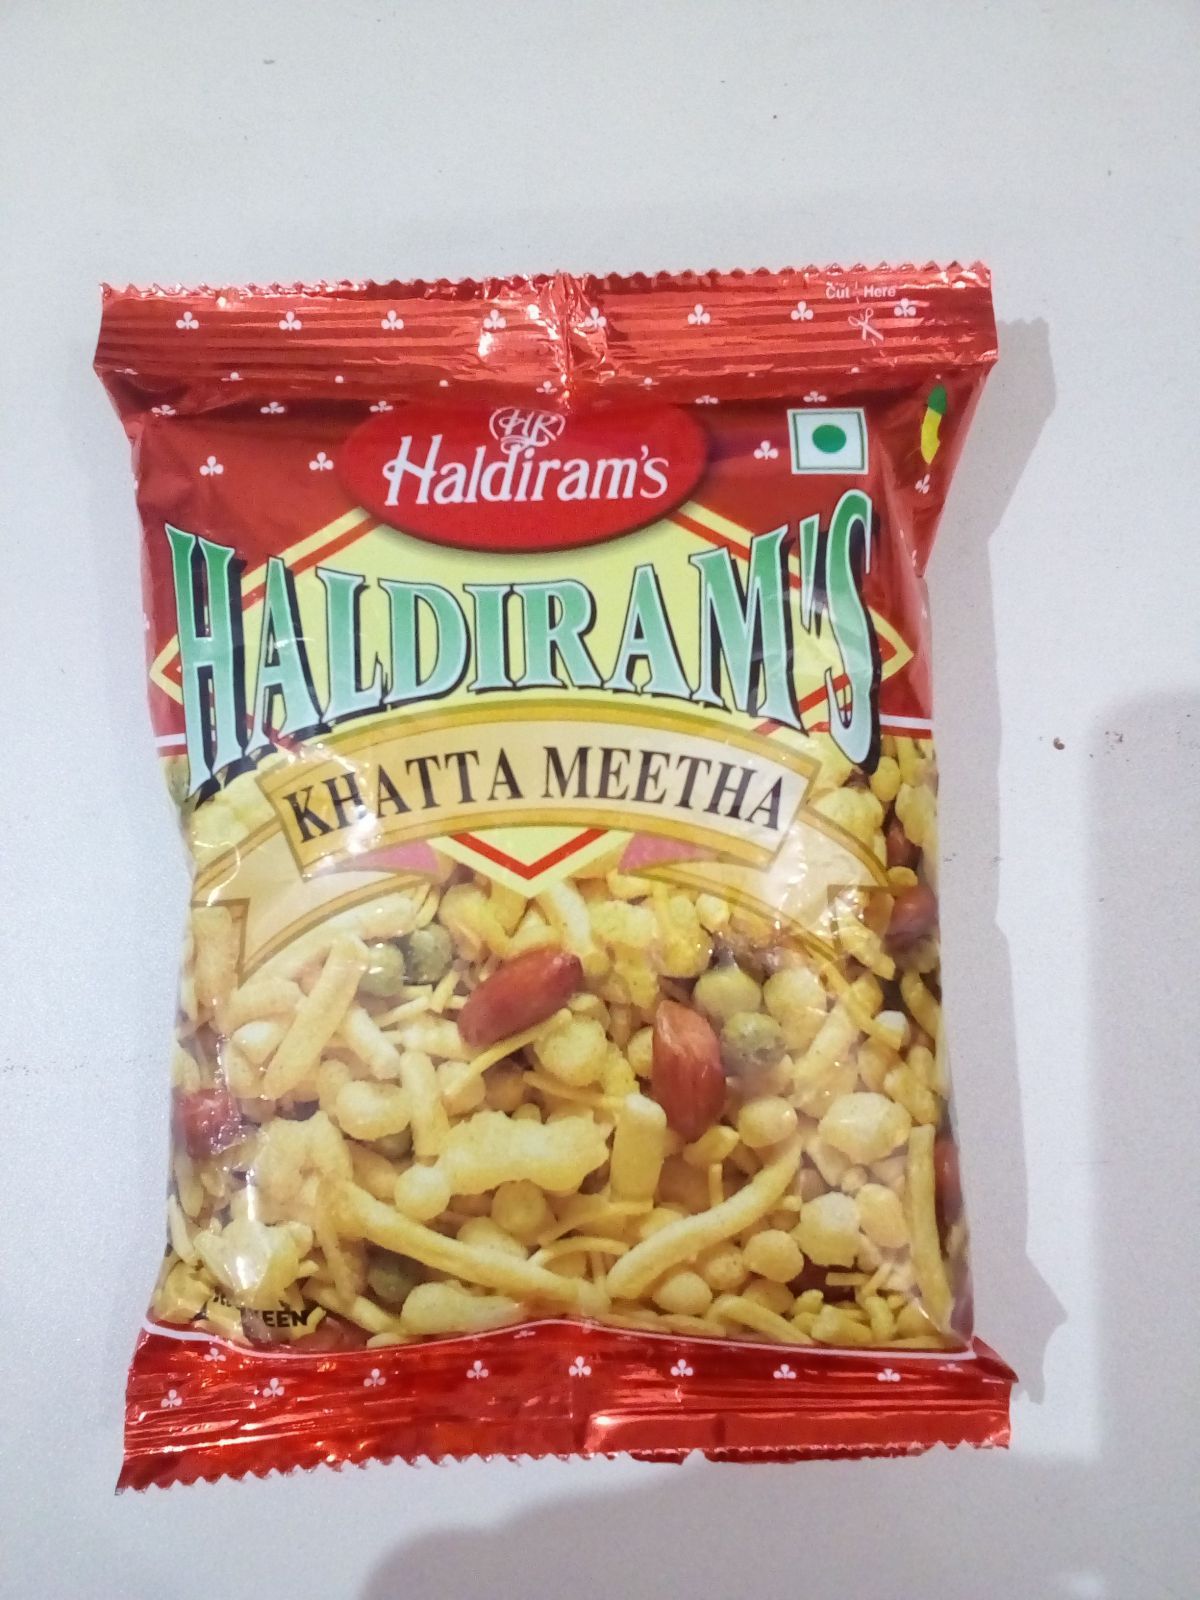 Cut Here
HR
Haldiram's
HALDIRAM'S
KHATTA MEETHA